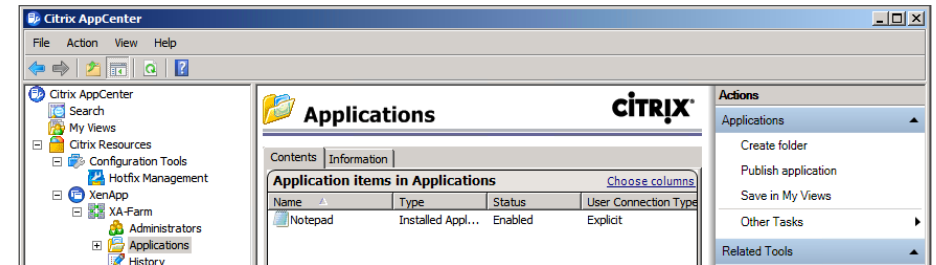 Citrix AppCenter
File Action View Help
Citrix AppCenter
Search
My Views
Citrix Resources
Configuration Tools
Hotfix Management
XenApp
XA-Farm
Administrators
Applications
History
Applications
CITRIX
Contents Information
Application items in Applications Choose columns
Name Type Status User Connection Type
Notepad Installed Appl... Enabled Explicit
Actions
Applications
Create folder
Publish application
Save in My Views
Other Tasks
Related Tools